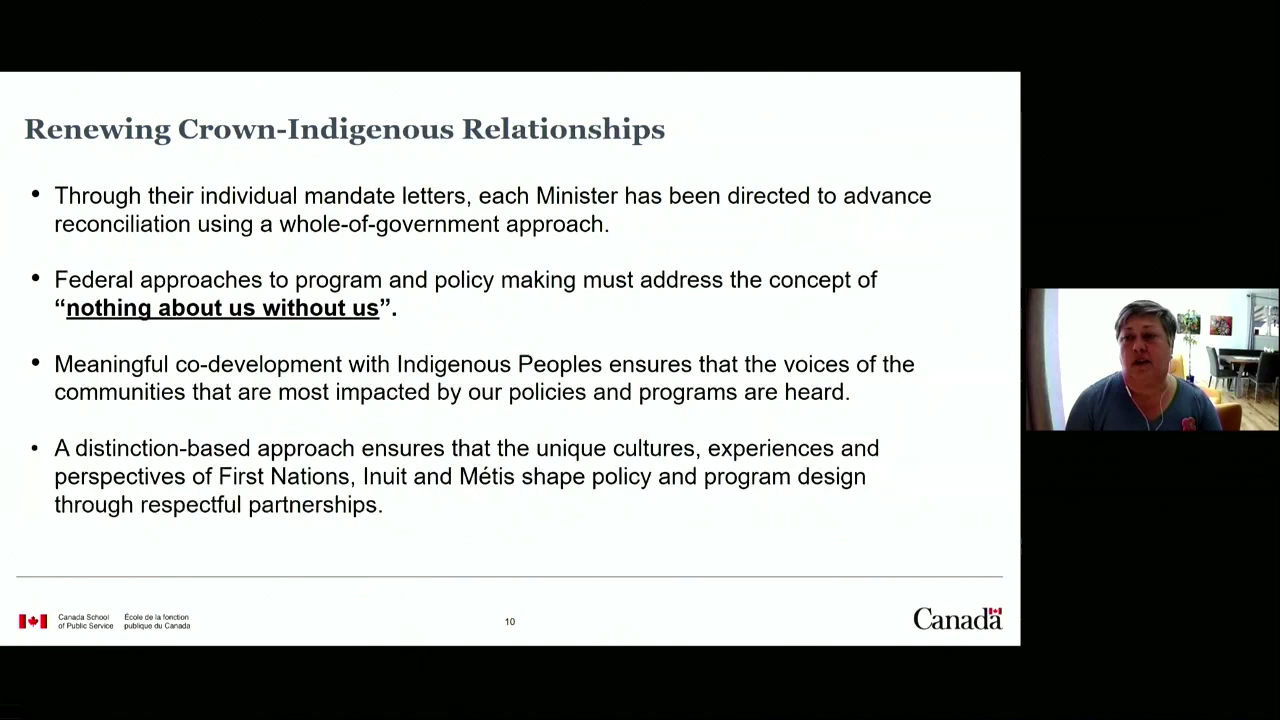 Renewing Crown-Indigenous Relationships
• Through their individual mandate letters, each Minister has been directed to advance
reconciliation using a whole-of-government approach.
• Federal approaches to program and policy making must address the concept of
“nothing about us without us”.
• Meaningful co-development with Indigenous Peoples ensures that the voices of the
communities that are most impacted by our policies and programs are heard.
• A distinction-based approach ensures that the unique cultures, experiences and
perspectives of First Nations, Inuit and Métis shape policy and program design
through respectful partnerships.
Canada School
of Public Service
École de la fonction
publique du Canada
10
Canada